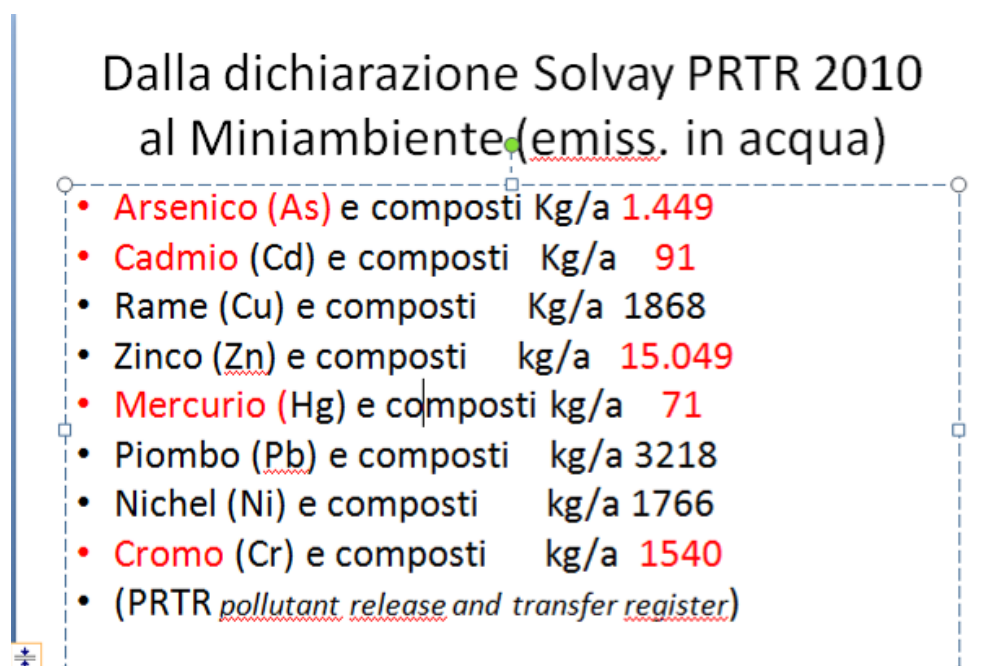 Dalla dichiarazione Solvay PRTR 2010
al Miniambiente (emiss. in acqua)
• Arsenico (As) e composti Kg/a 1.449
• Cadmio (Cd) e composti Kg/a 91
• Rame (Cu) e composti Kg/a 1868
• Zinco (Zn) e composti kg/a 15.049
• Mercurio (Hg) e composti kg/a 71
• Piombo (Pb) e composti kg/a 3218
• Nichel (Ni) e composti kg/a 1766
• Cromo (Cr) e composti kg/a 1540
• (PRTR pollutant release and transfer register)